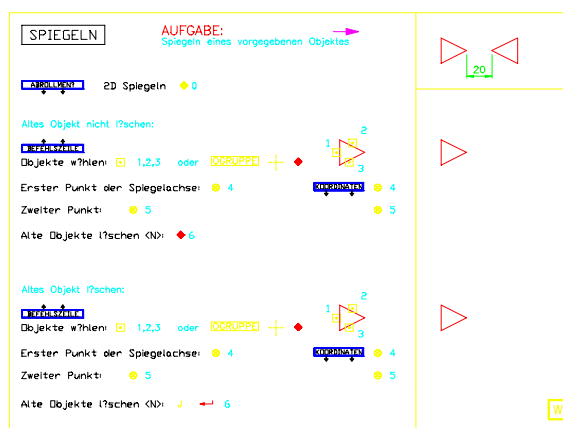 SPIEGELN
AUFGABE:
Spiegeln eines vorgegebenen Objektes
20
ABROLLMEN?
2D Spiegeln 0
Altes Objekt nicht l?schen:
BEFEHLSZEILE
Objekte w?hlen: 1,2,3 oder OGRUPPE
1 2 3
Erster Punkt der Spiegelachse: 4 KOORDINATEN 4
Zweiter Punkt: 5 5
Alte Objekte l?schen <N>: 6
Altes Objekt l?schen:
BEFEHLSZEILE
Objekte w?hlen: 1,2,3 oder OGRUPPE
1 2 3
Erster Punkt der Spiegelachse: 4 KOORDINATEN 4
Zweiter Punkt: 5 5
Alte Objekte l?schen <N>: 6
W